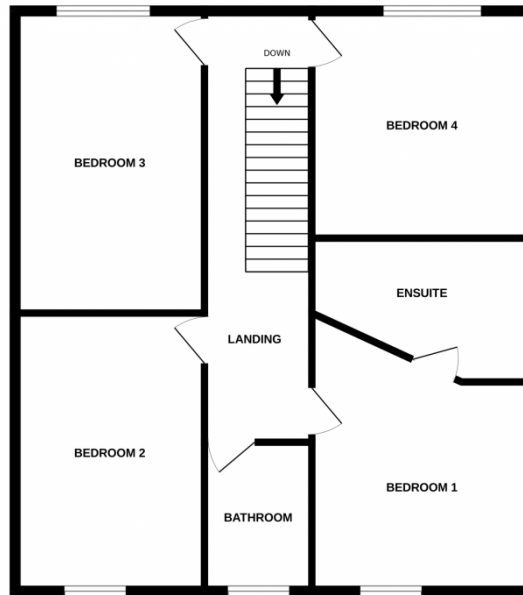 DOWN
BEDROOM 4
BEDROOM 3
ENSUITE
LANDING
BEDROOM 2
BEDROOM 1
BATHROOM